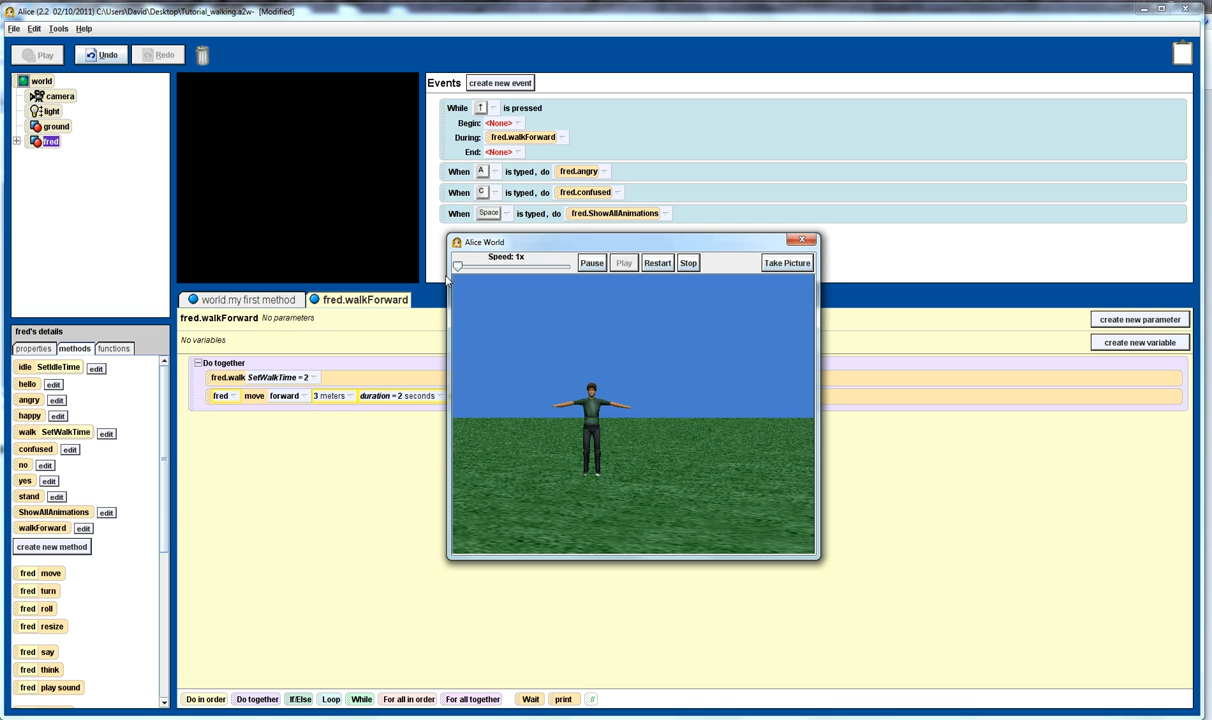 Alice (2.2 02/10/2011) C:\Users\David\Desktop\Tutorial_walking.a2w- [Modified]
File Edit Tools Help
Play Undo Redo
world
camera
light
ground
fred
Events create new event
While ↑ is pressed
Begin: <None>
During: fred.walkForward
End: <None>
When A is typed, do fred.angry
When C is typed, do fred.confused
When Space is typed, do fred.ShowAllAnimations
Alice World
Speed: 1x
Pause Play Restart Stop Take Picture
world.my first method fred.walkForward
fred.walkForward No parameters
create new parameter
No variables
create new variable
Do together
fred.walk SetWalkTime = 2
fred move forward 3 meters duration = 2 seconds
fred's details
properties methods functions
idle SetIdleTime edit
hello edit
angry edit
happy edit
walk SetWalkTime edit
confused edit
no edit
yes edit
stand edit
ShowAllAnimations edit
walkForward edit
create new method
fred move
fred turn
fred roll
fred resize
fred say
fred think
fred play sound
Do in order Do together If/Else Loop While For all in order For all together Wait print //